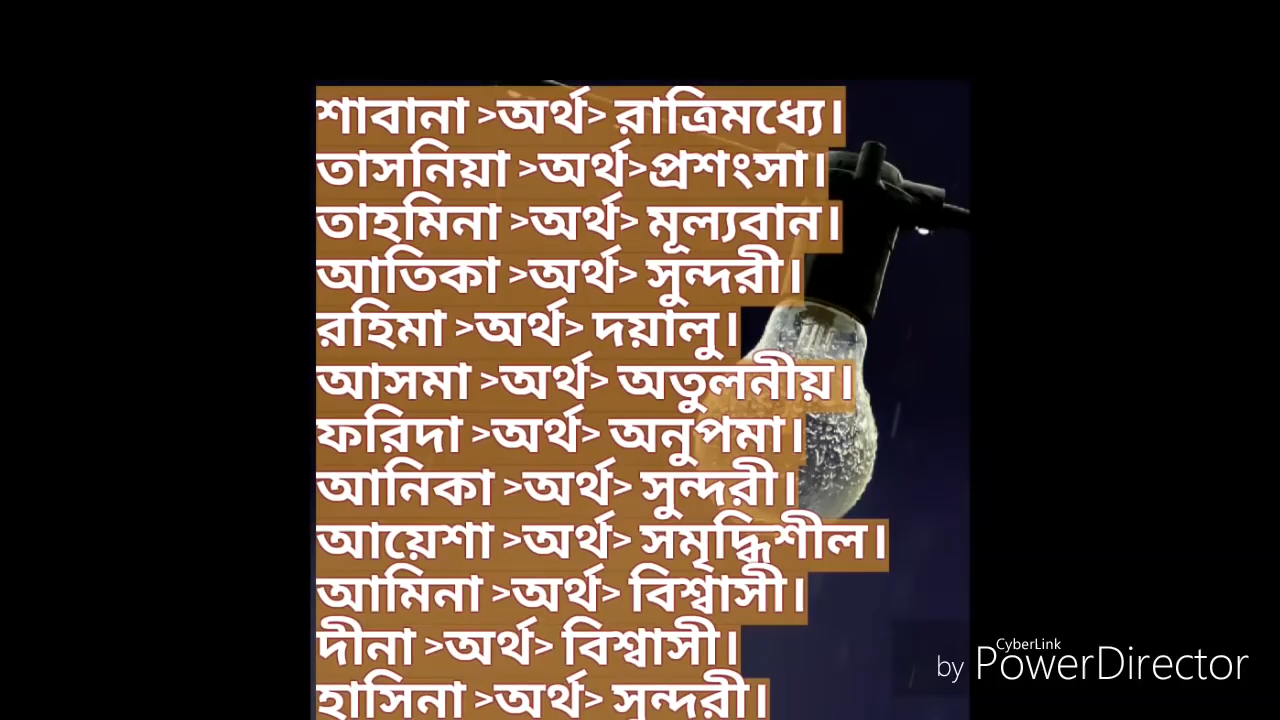 শাবানা >অর্থ> রাত্রিমধ্যে।
তাসনিয়া >অর্থ>প্রশংসা।
তাহমিনা >অর্থ> মূল্যবান।
আতিকা >অর্থ> সুন্দরী।
রহিমা >অর্থ> দয়ালু।
আসমা >অর্থ> অতুলনীয়।
ফরিদা >অর্থ> অনুপমা।
আনিকা >অর্থ> সুন্দরী।
আয়েশা >অর্থ> সমৃদ্ধিশীল।
আমিনা >অর্থ> বিশ্বাসী।
দীনা >অর্থ> বিশ্বাসী।
হাসিনা >অর্থ> সুন্দরী।
CyberLink
by PowerDirector